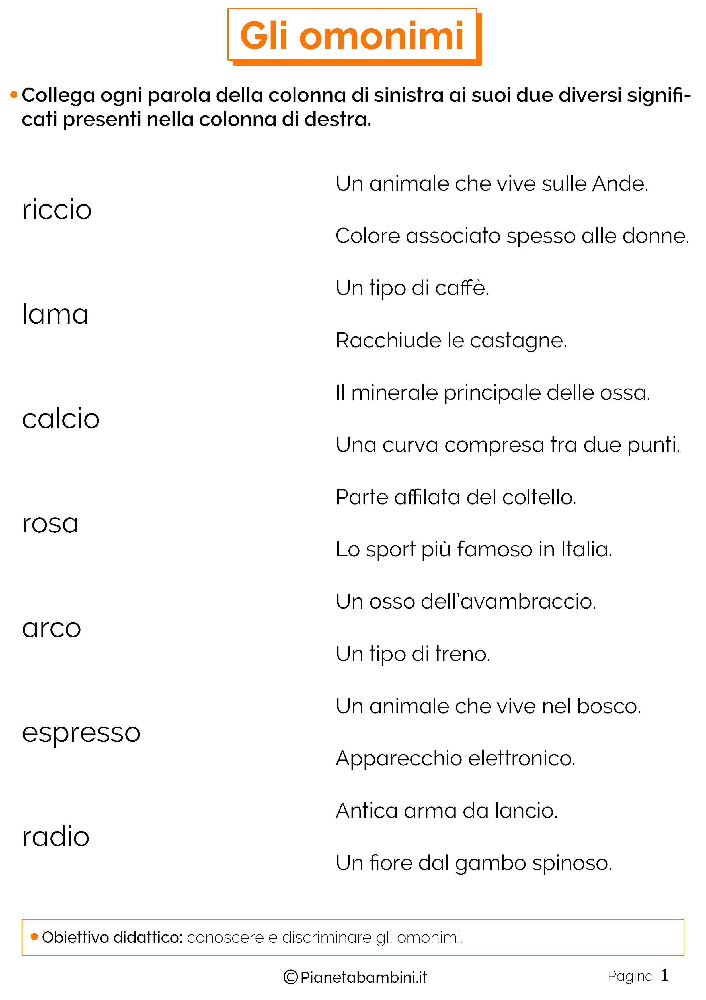 Gli omonimi
Collega ogni parola della colonna di sinistra ai suoi due diversi signifi-
cati presenti nella colonna di destra.
Un animale che vive sulle Ande.
riccio
Colore associato spesso alle donne.
Un tipo di caffè.
lama
Racchiude le castagne.
Il minerale principale delle ossa.
calcio
Una curva compresa tra due punti.
Parte affilata del coltello.
rosa
Lo sport più famoso in Italia.
Un osso dell'avambraccio.
arco
Un tipo di treno.
Un animale che vive nel bosco.
espresso
Apparecchio elettronico.
Antica arma da lancio.
radio
Un fiore dal gambo spinoso.
Obiettivo didattico: conoscere e discriminare gli omonimi.
©Pianetabambini.it
Pagina 1